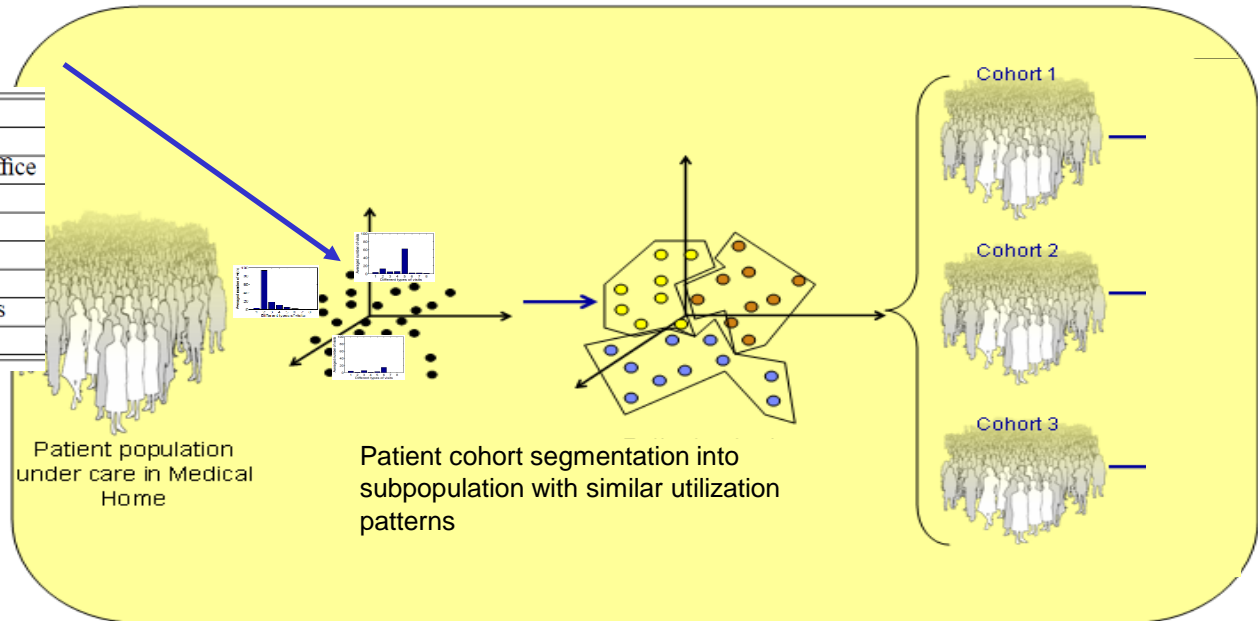 ffice
s
Patient population
under care in Medical
Home
Patient cohort segmentation into
subpopulation with similar utilization
patterns
Cohort 1
Cohort 2
Cohort 3